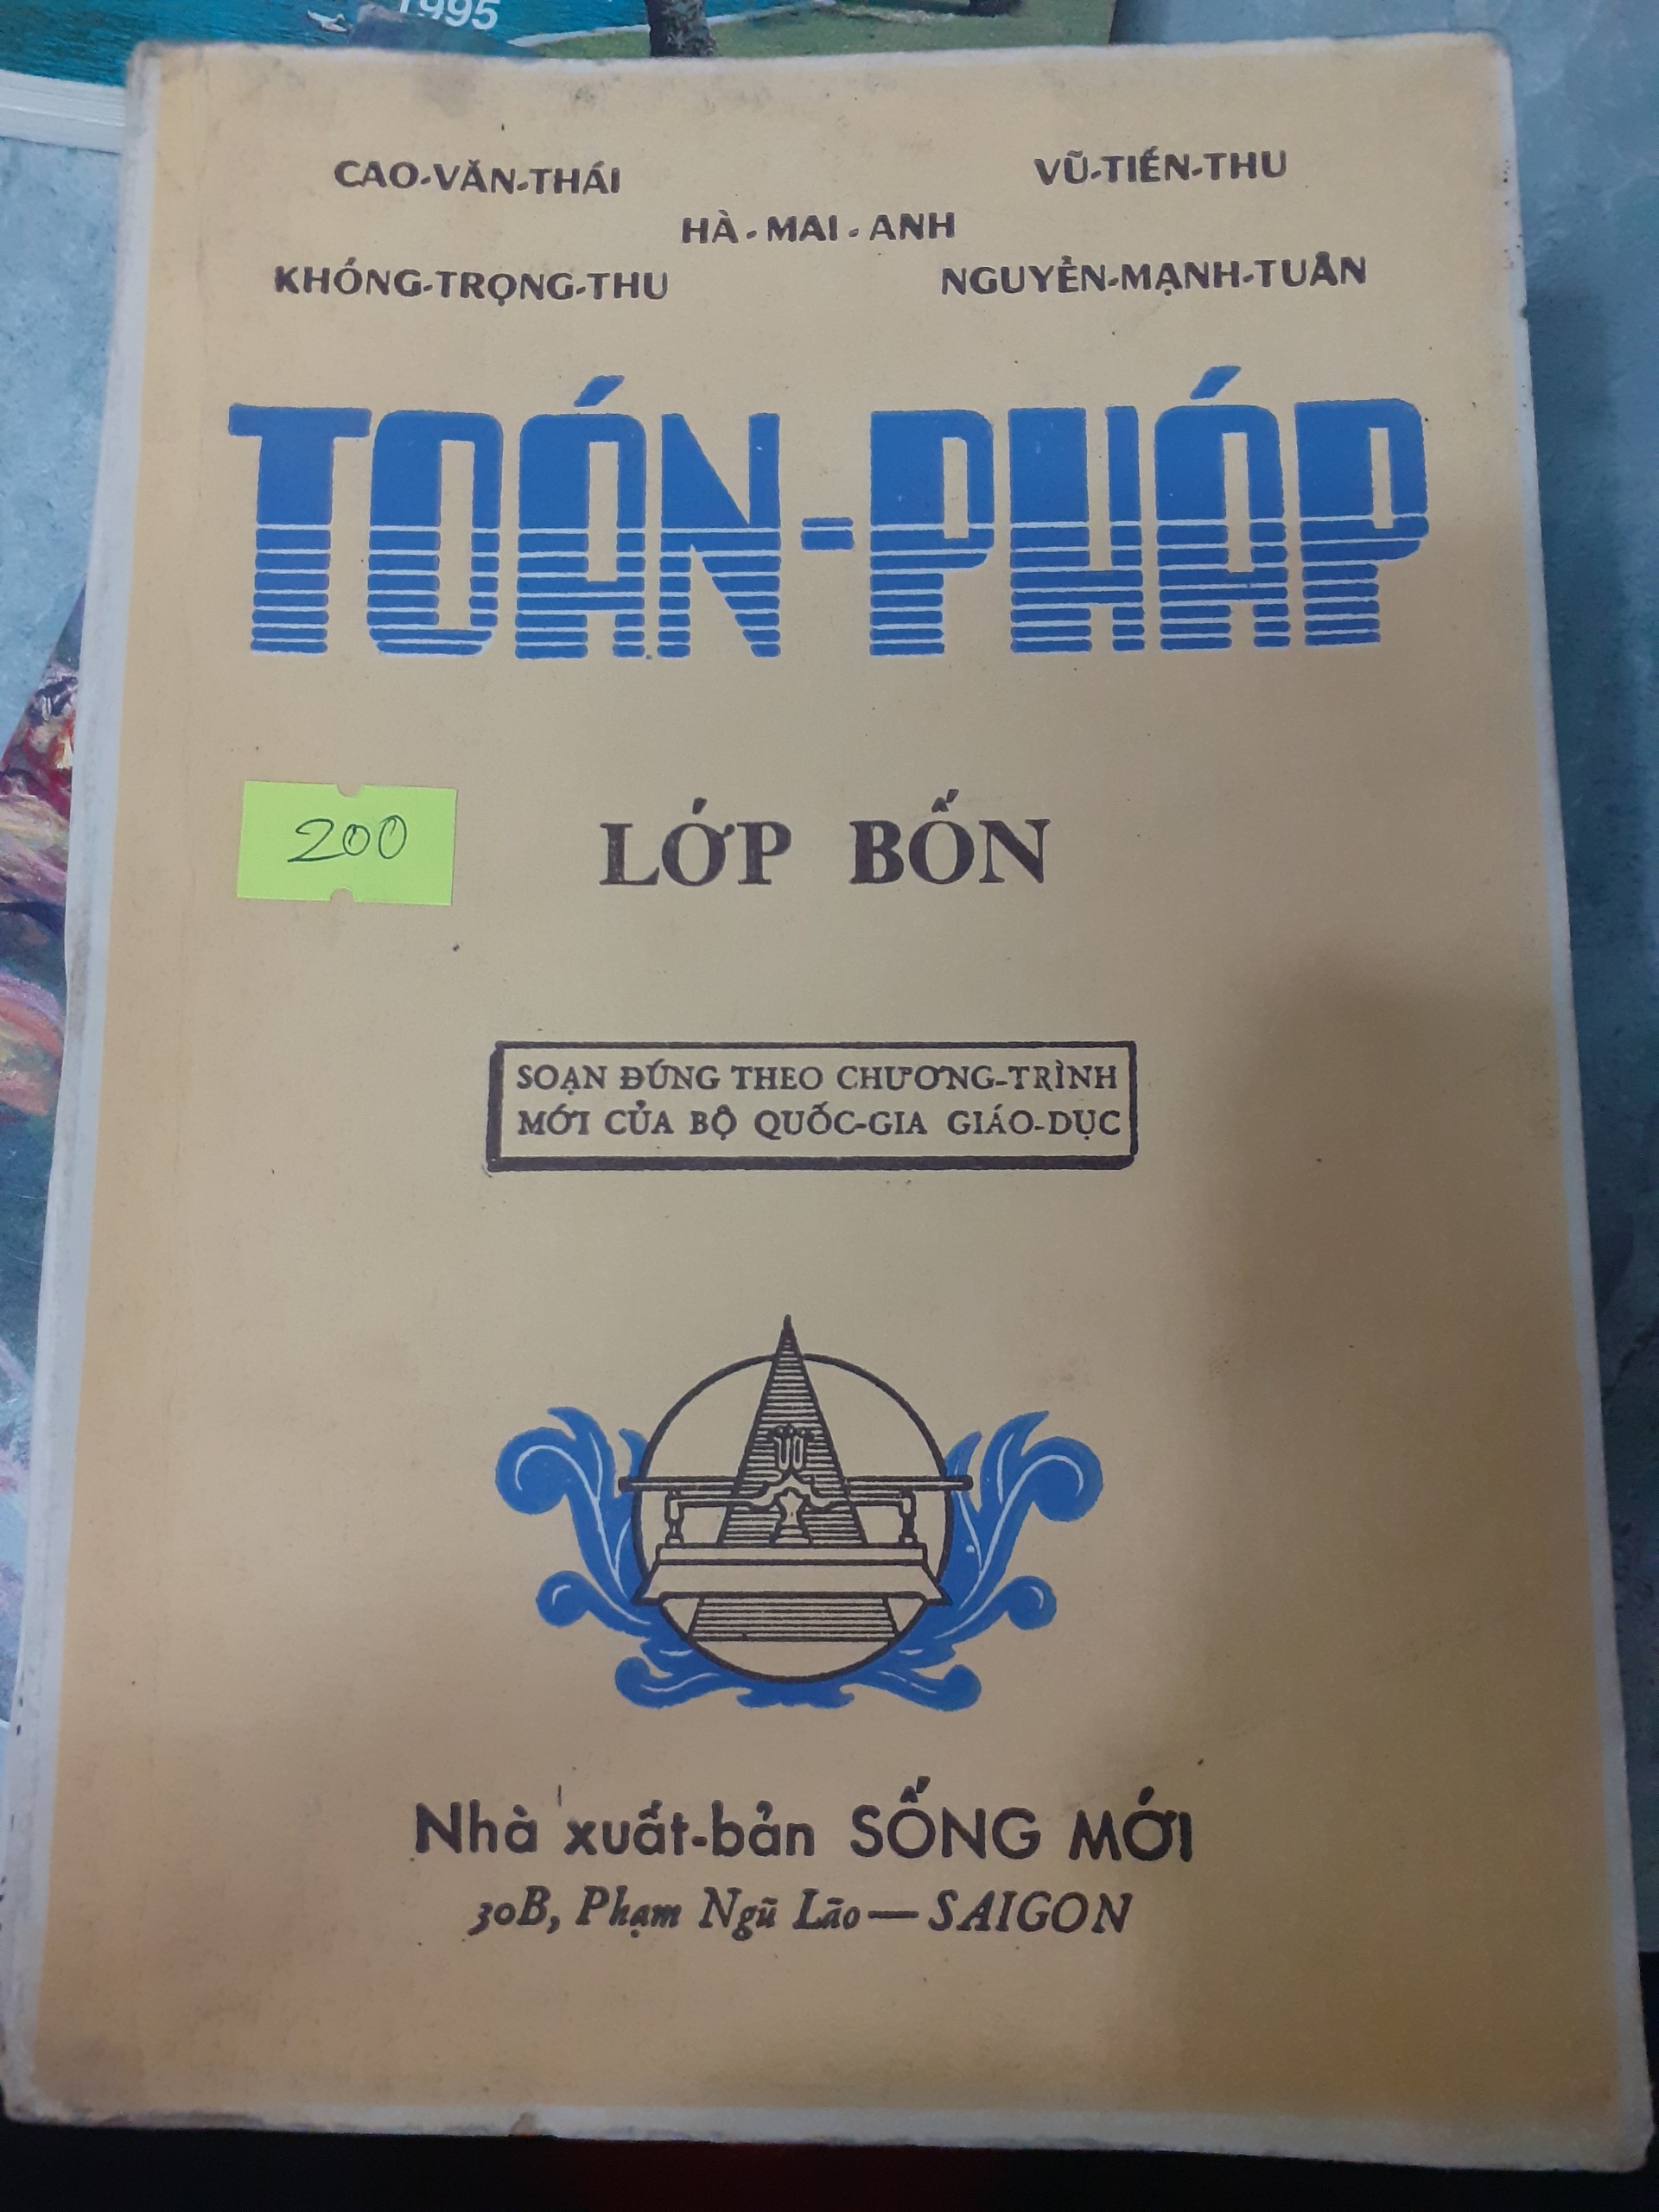 1995
CAO-VĂN-THÁI
VŨ-TIẾN-THU
HÀ-MAI-ANH
KHỔNG-TRỌNG-THU
NGUYỄN-MẠNH-TUÂN
TOÁN-PHÁP
200
LỚP BỐN
SOẠN ĐÚNG THEO CHƯƠNG-TRÌNH
MỚI CỦA BỘ QUỐC-GIA GIÁO-DỤC
Nhà xuất-bản SỐNG MỚI
30B, Phạm Ngũ Lão — SAIGON